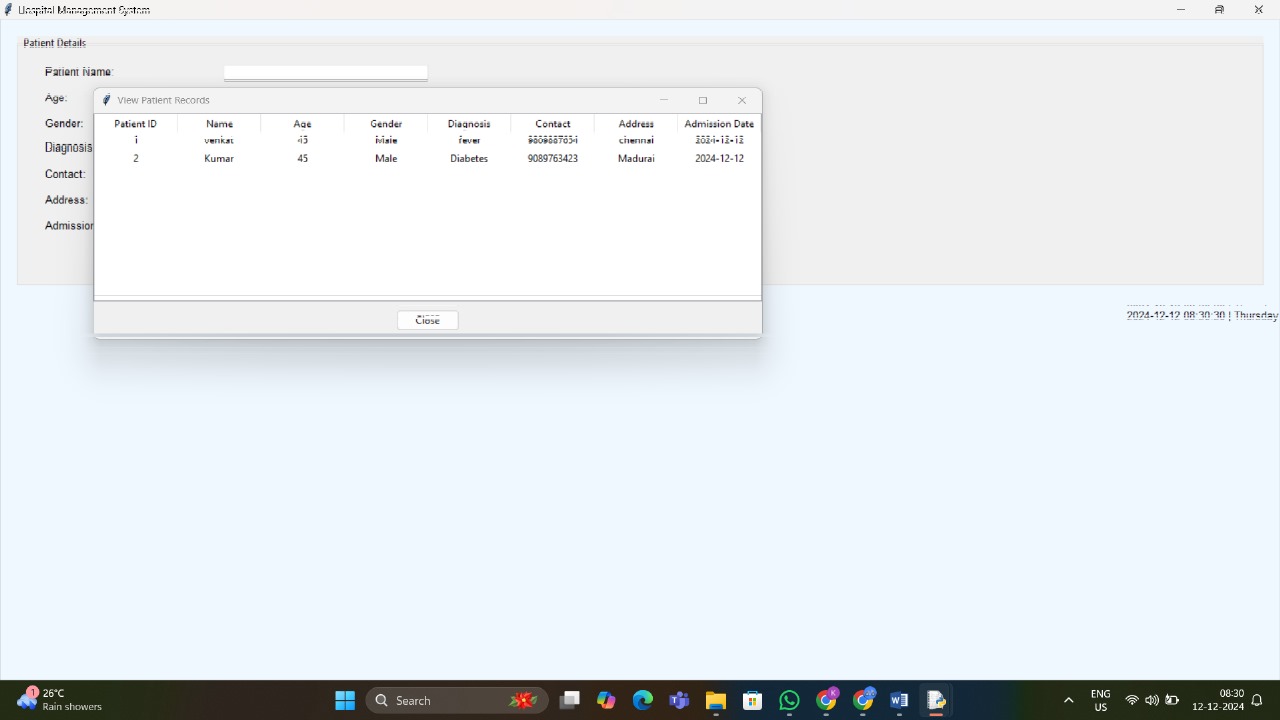 Hospital Management System
Patient Details
Patient Name:
Age:
View Patient Records
Gender:
Patient ID Name Age Gender Diagnosis Contact Address Admission Date
1 venkat 45 Male fever chennai 2024-12-12
Diagnosis
2 Kumar 45 Male Diabetes 9089763423 Madurai 2024-12-12
Contact:
Address:
Admission
Close
2024-12-12 08:30:30 | Thursday
1
26°C
Rain showers
Search
K
ENG
US
08:30
12-12-2024